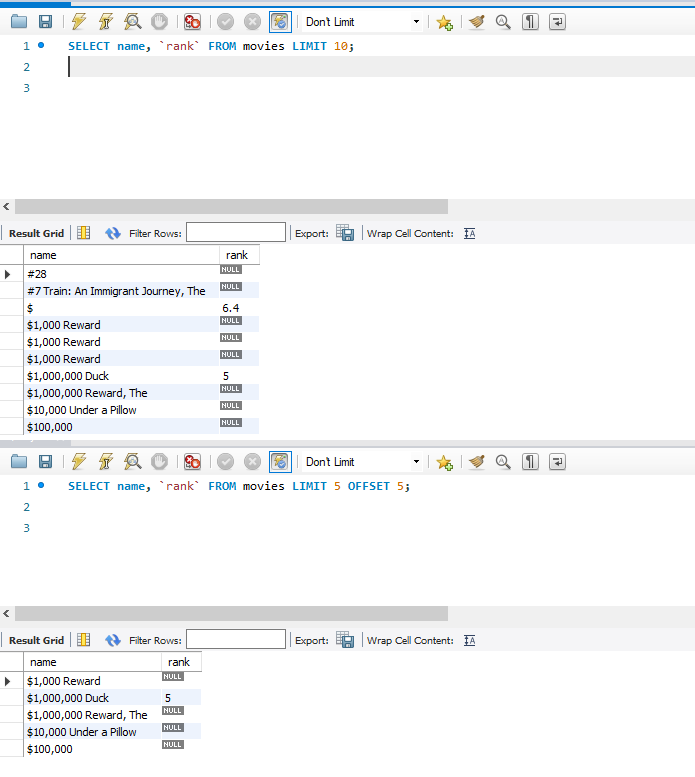 Don't Limit
1 SELECT name, `rank` FROM movies LIMIT 10;
2
3
Result Grid Filter Rows: Export: Wrap Cell Content:
name rank
#28 NULL
#7 Train: An Immigrant Journey, The NULL
$ 6.4
$1,000 Reward NULL
$1,000 Reward NULL
$1,000 Reward NULL
$1,000,000 Duck 5
$1,000,000 Reward, The NULL
$10,000 Under a Pillow NULL
$100,000 NULL
Don't Limit
1 SELECT name, `rank` FROM movies LIMIT 5 OFFSET 5;
2
3
Result Grid Filter Rows: Export: Wrap Cell Content:
name rank
$1,000 Reward NULL
$1,000,000 Duck 5
$1,000,000 Reward, The NULL
$10,000 Under a Pillow NULL
$100,000 NULL